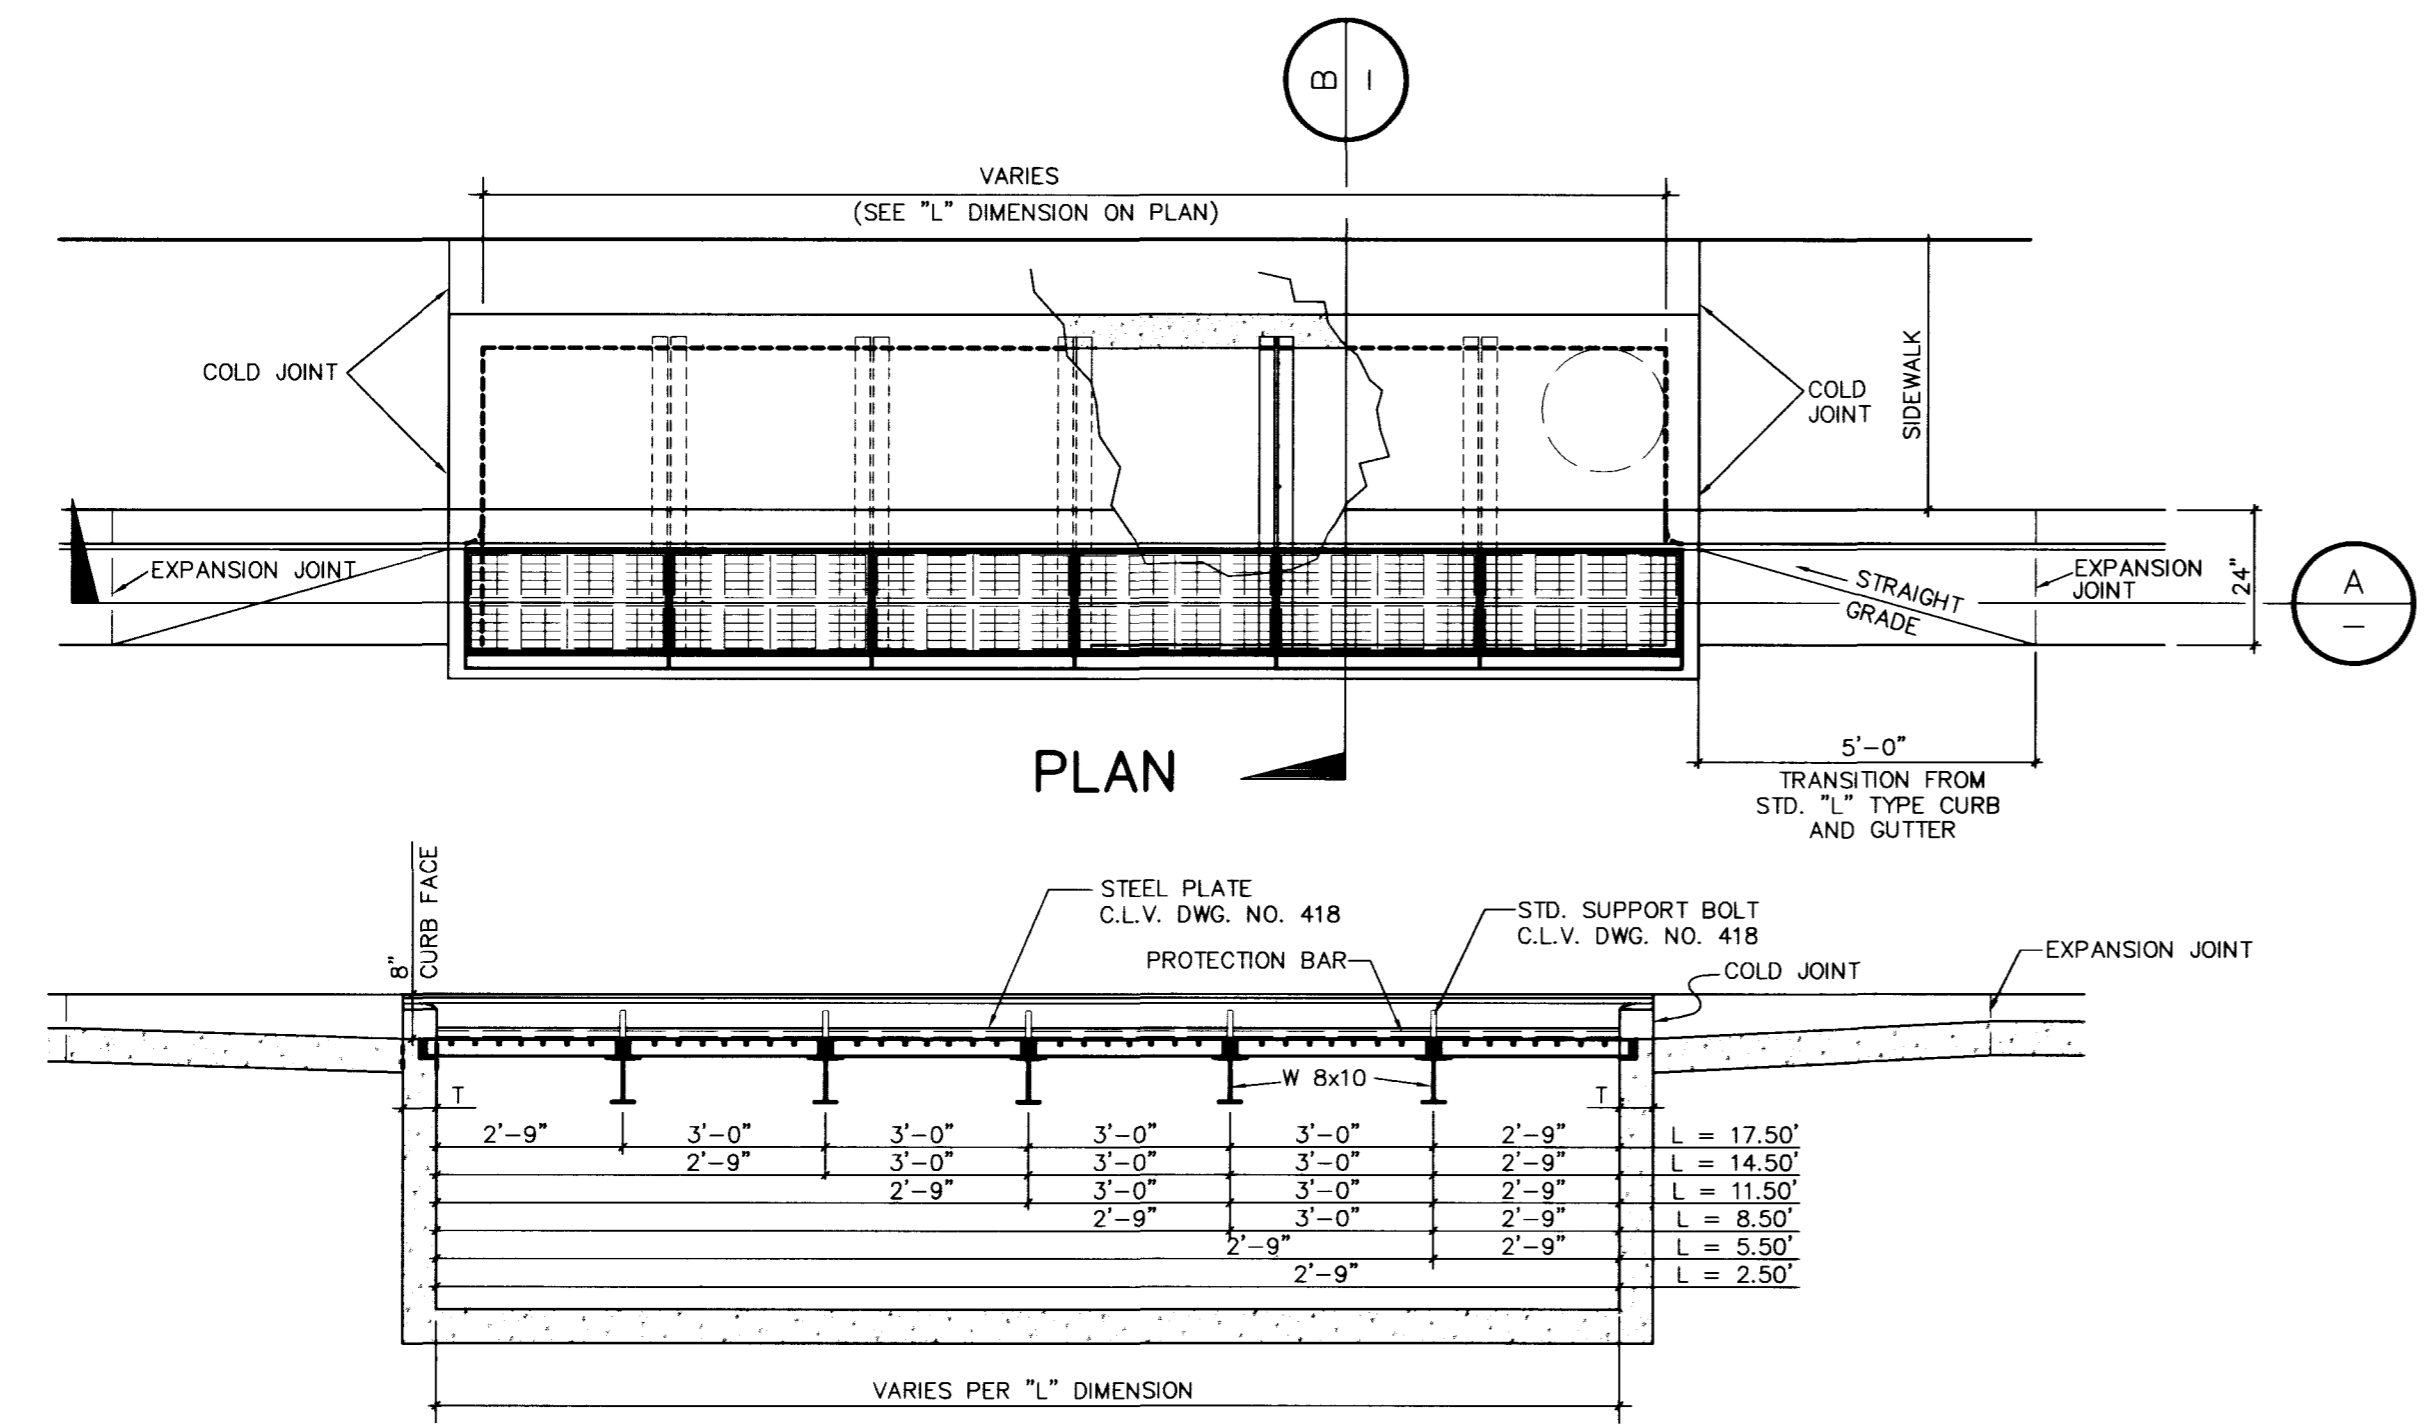 B
—
VARIES
(SEE "L" DIMENSION ON PLAN)
COLD JOINT
COLD
JOINT
SIDEWALK
EXPANSION JOINT
STRAIGHT
GRADE
EXPANSION
JOINT
24"
A
—
PLAN
5'-0"
TRANSITION FROM
STD. "L" TYPE CURB
AND GUTTER
8"
CURB FACE
STEEL PLATE
C.L.V. DWG. NO. 418
STD. SUPPORT BOLT
C.L.V. DWG. NO. 418
PROTECTION BAR
COLD JOINT
EXPANSION JOINT
W 8x10
T
T
2'-9" 3'-0" 3'-0" 3'-0" 3'-0" 2'-9" L = 17.50'
2'-9" 3'-0" 3'-0" 3'-0" 2'-9" L = 14.50'
2'-9" 3'-0" 3'-0" 2'-9" L = 11.50'
2'-9" 3'-0" 2'-9" L = 8.50'
2'-9" 2'-9" L = 5.50'
2'-9" L = 2.50'
VARIES PER "L" DIMENSION